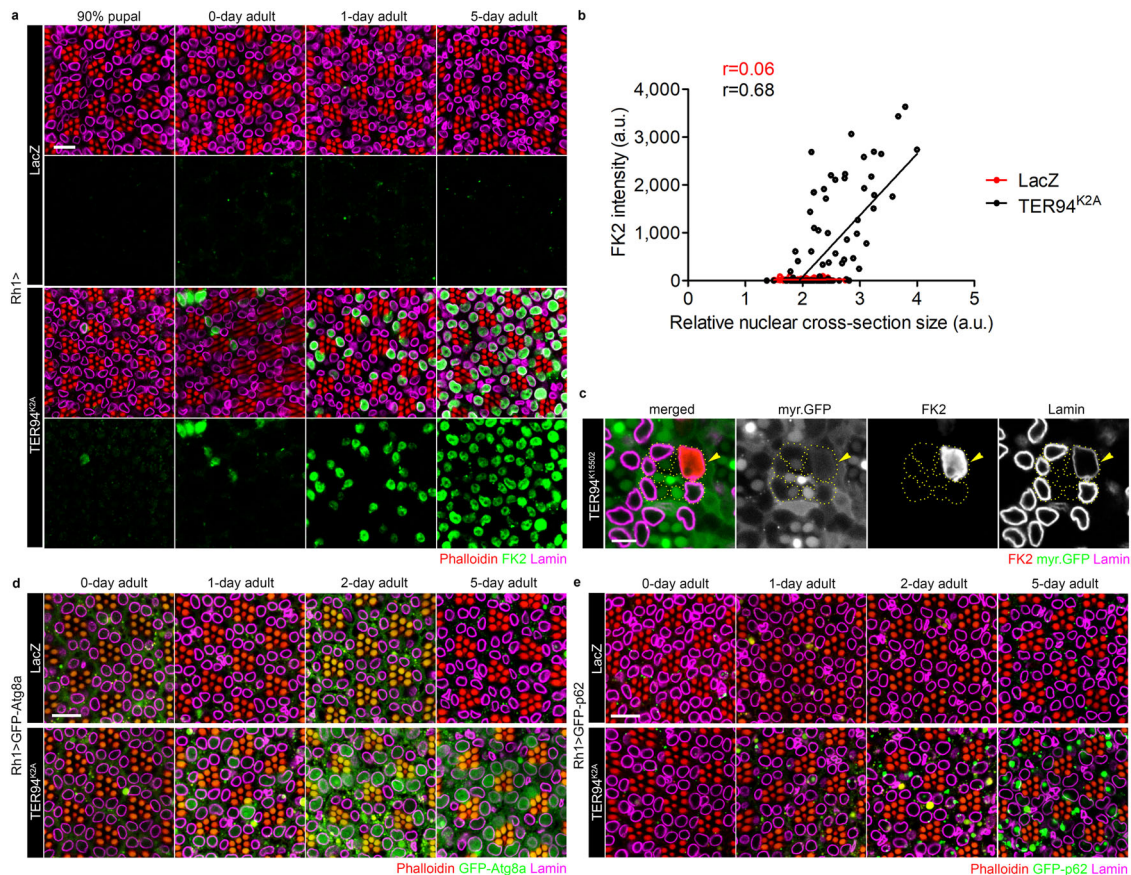 a
90% pupal 0-day adult 1-day adult 5-day adult
Rh1>
LacZ
TER94K2A
Phalloidin FK2 Lamin
b
r=0.06
r=0.68
FK2 intensity (a.u.)
4,000
3,000
2,000
1,000
0
0 1 2 3 4 5
Relative nuclear cross-section size (a.u.)
LacZ
TER94K2A
c
merged myr.GFP FK2 Lamin
TER94K15502
FK2 myr.GFP Lamin
d
0-day adult 1-day adult 2-day adult 5-day adult
Rh1>GFP-Atg8a
LacZ
TER94K2A
Phalloidin GFP-Atg8a Lamin
e
0-day adult 1-day adult 2-day adult 5-day adult
Rh1>GFP-p62
LacZ
TER94K2A
Phalloidin GFP-p62 Lamin